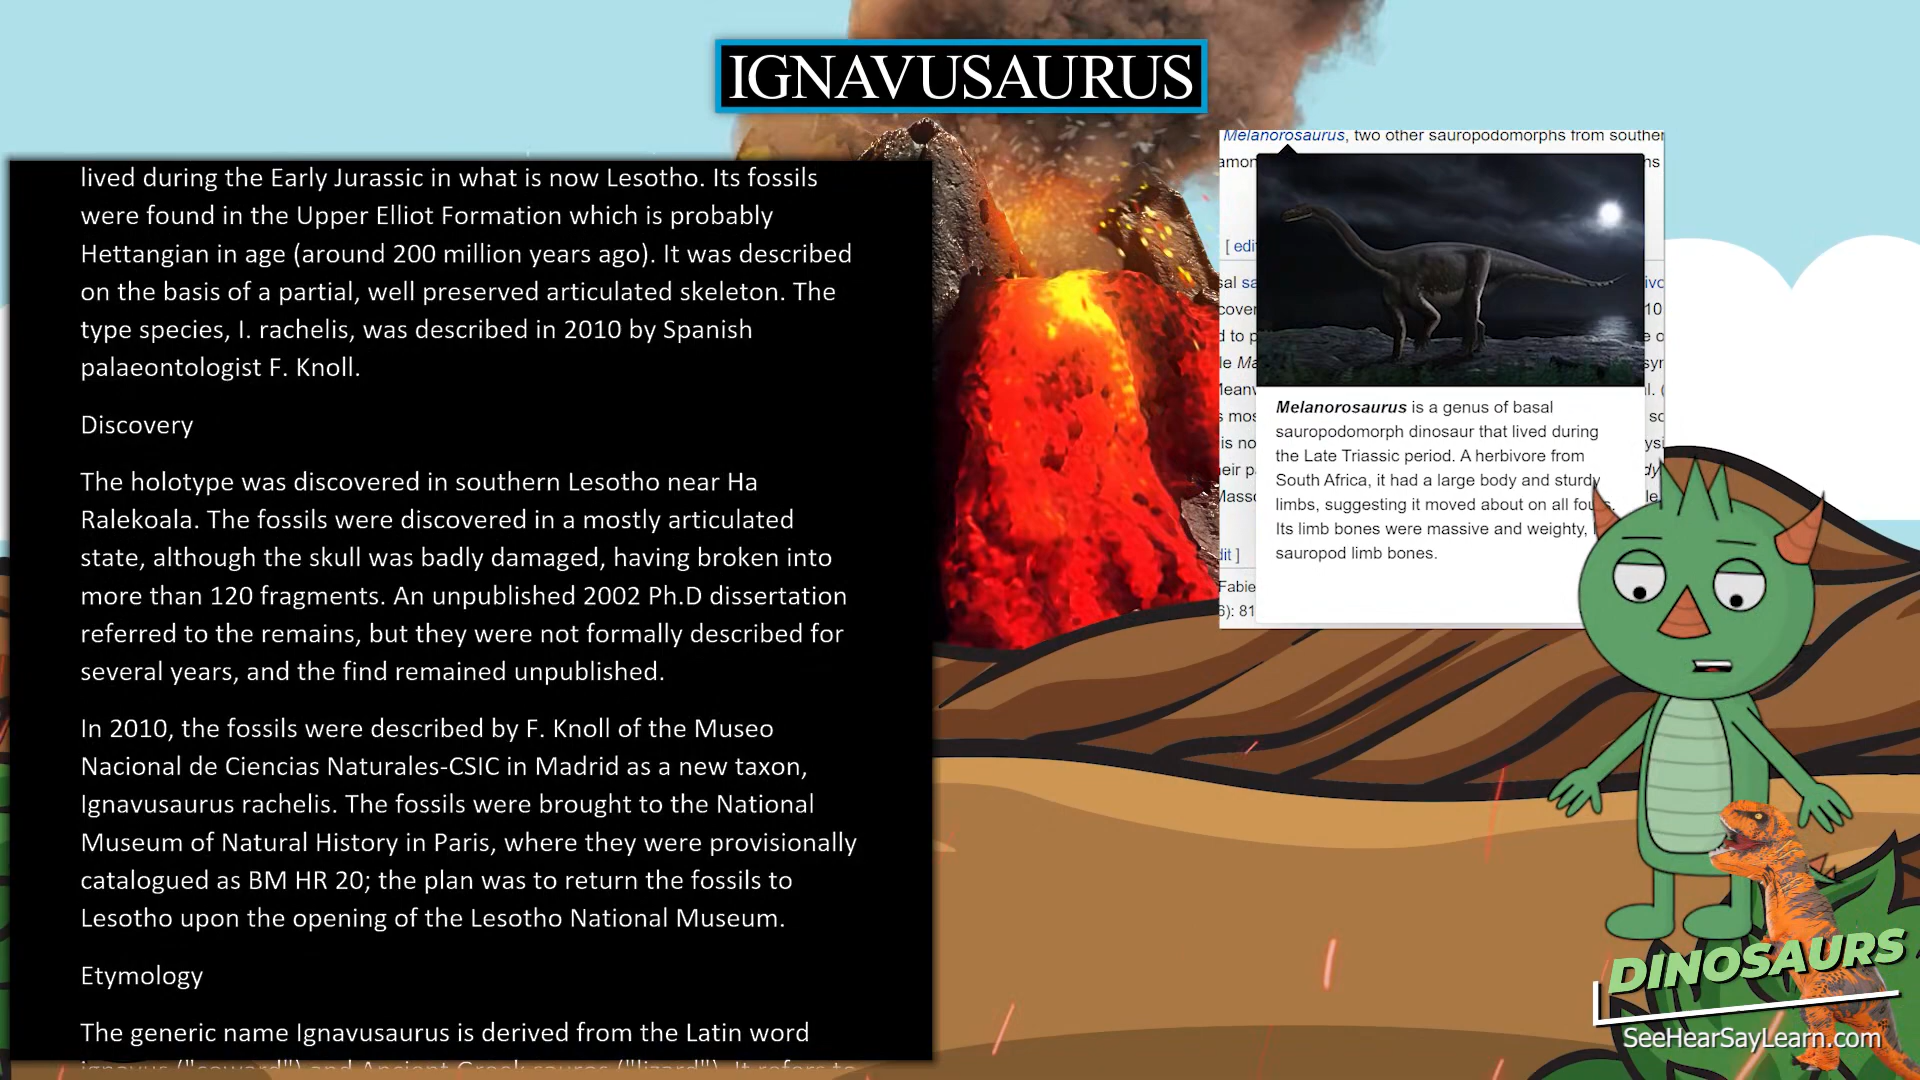 IGNAVUSAURUS
lived during the Early Jurassic in what is now Lesotho. Its fossils
were found in the Upper Elliot Formation which is probably
Hettangian in age (around 200 million years ago). It was described
on the basis of a partial, well preserved articulated skeleton. The
type species, I. rachelis, was described in 2010 by Spanish
palaeontologist F. Knoll.
Discovery
The holotype was discovered in southern Lesotho near Ha
Ralekoala. The fossils were discovered in a mostly articulated
state, although the skull was badly damaged, having broken into
more than 120 fragments. An unpublished 2002 Ph.D dissertation
referred to the remains, but they were not formally described for
several years, and the find remained unpublished.
In 2010, the fossils were described by F. Knoll of the Museo
Nacional de Ciencias Naturales-CSIC in Madrid as a new taxon,
Ignavusaurus rachelis. The fossils were brought to the National
Museum of Natural History in Paris, where they were provisionally
catalogued as BM HR 20; the plan was to return the fossils to
Lesotho upon the opening of the Lesotho National Museum.
Etymology
The generic name Ignavusaurus is derived from the Latin word
Melanorosaurus, two other sauropodomorphs from
Melanorosaurus is a genus of basal
sauropodomorph dinosaur that lived during
the Late Triassic period. A herbivore from
South Africa, it had a large body and sturdy
limbs, suggesting it moved about on all
Its limb bones were massive and weighty,
sauropod limb bones.
DINOSAURS
SeeHearSayLearn.com